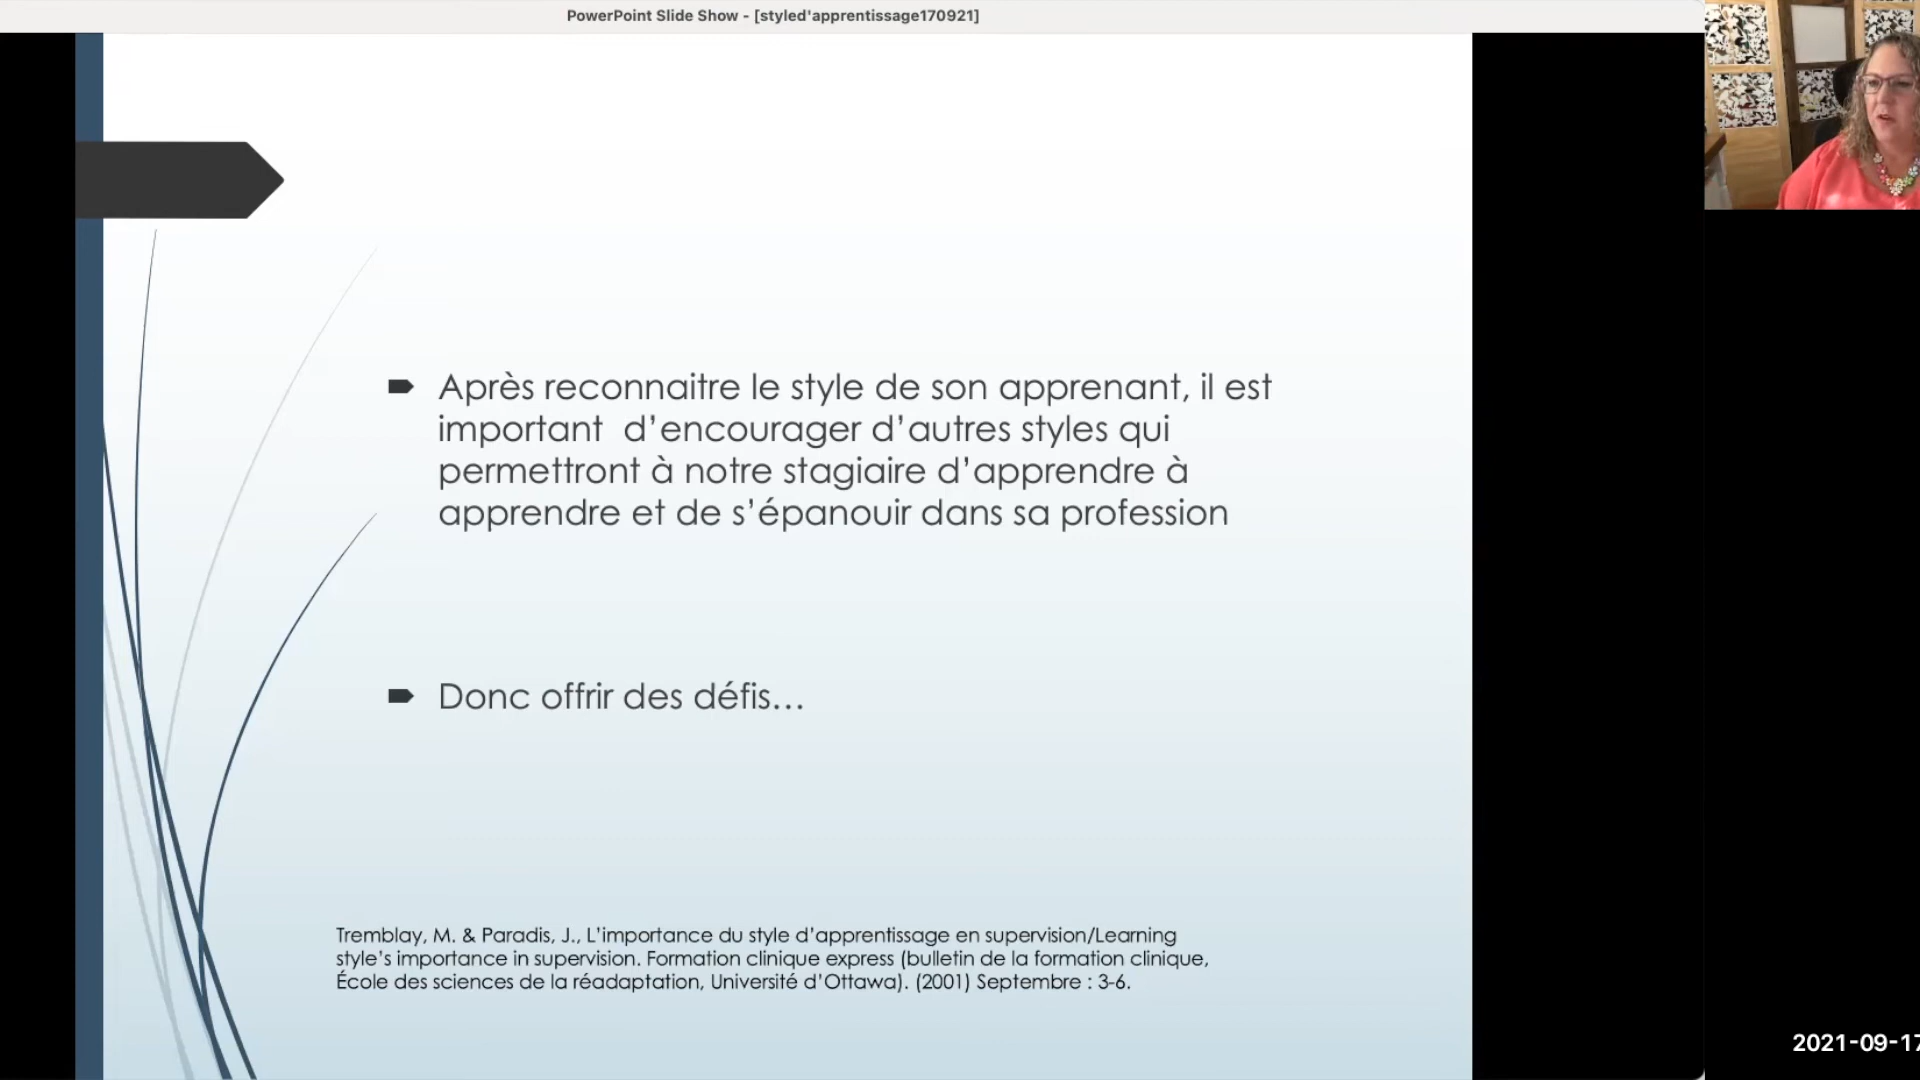 PowerPoint Slide Show - [styled'apprentissage170921]
Après reconnaitre le style de son apprenant, il est
important d’encourager d’autres styles qui
permettront à notre stagiaire d’apprendre à
apprendre et de s’épanouir dans sa profession
Donc offrir des défis…
Tremblay, M. & Paradis, J., L’importance du style d’apprentissage en supervision/Learning
style’s importance in supervision. Formation clinique express (bulletin de la formation clinique,
École des sciences de la réadaptation, Université d’Ottawa). (2001) Septembre : 3-6.
2021-09-17